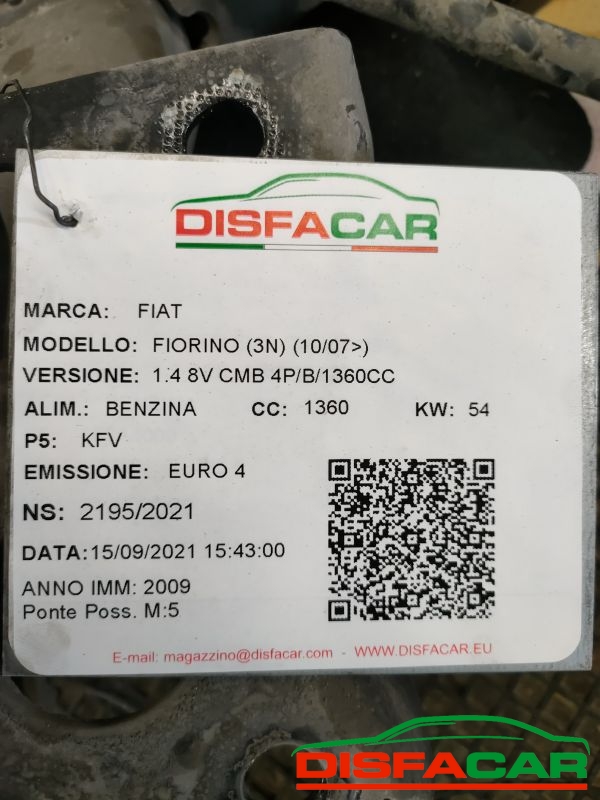 DISFACAR
MARCA: FIAT
MODELLO: FIORINO (3N) (10/07>)
VERSIONE: 1.4 8V CMB 4P/B/1360CC
ALIM.: BENZINA CC: 1360 KW: 54
P5: KFV
EMISSIONE: EURO 4
NS: 2195/2021
DATA:15/09/2021 15:43:00
ANNO IMM: 2009
Ponte Poss. M:5
E-mail: magazzino@disfacar.com - WWW.DISFACAR.EU
DISFACAR